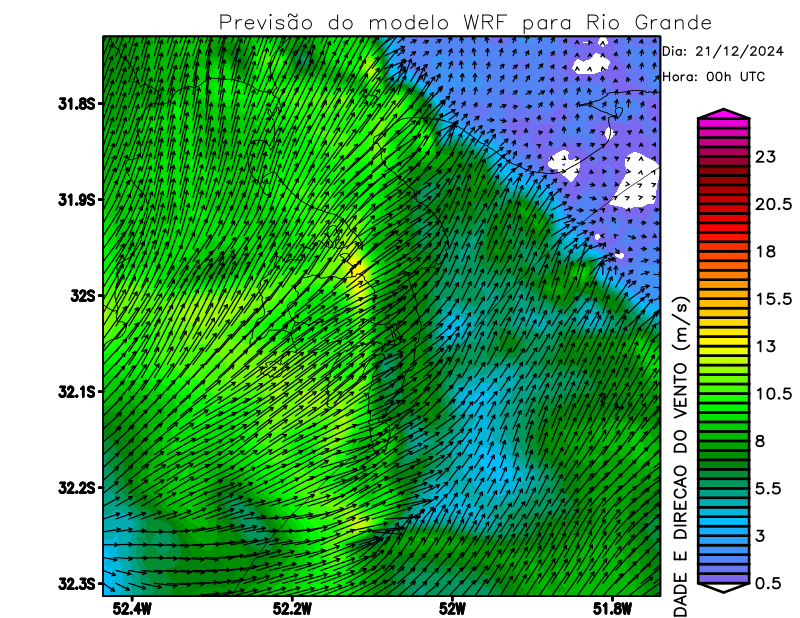 Previsão do modelo WRF para Rio Grande
Dia: 21/12/2024
Hora: 00h UTC
31.8S
31.9S
32S
32.1S
32.2S
32.3S
52.4W
52.2W
52W
51.8W
23
20.5
18
15.5
13
10.5
8
5.5
3
0.5
DADE E DIRECAO DO VENTO (m/s)